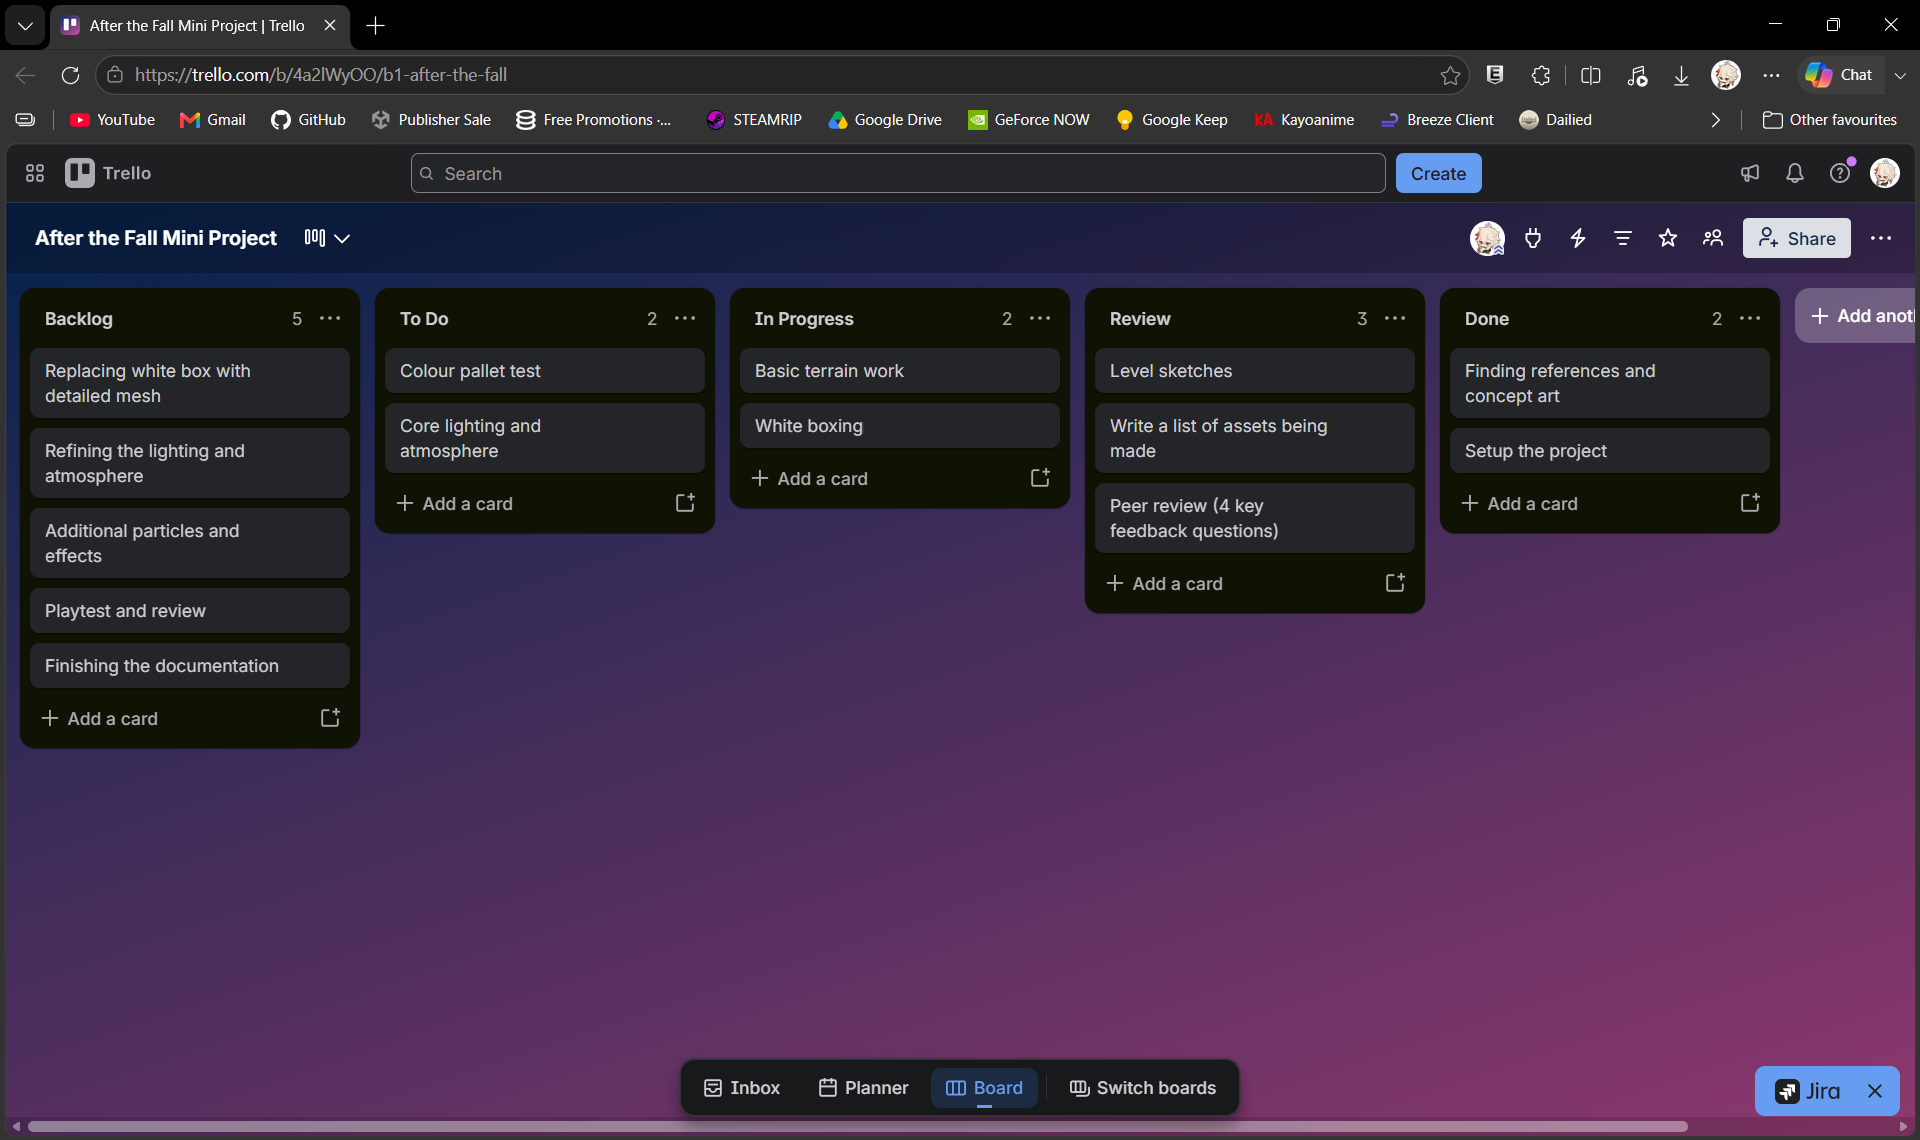 After the Fall Mini Project | Trello
https://trello.com/b/4a2lWyOO/b1-after-the-fall
Chat
YouTube
Gmail
GitHub
Publisher Sale
Free Promotions ·...
STEAMRIP
Google Drive
GeForce NOW
Google Keep
KA Kayoanime
Breeze Client
Dailied
Other favourites
Trello
Search
Create
After the Fall Mini Project
Share
Backlog 5
Replacing white box with
detailed mesh
Refining the lighting and
atmosphere
Additional particles and
effects
Playtest and review
Finishing the documentation
Add a card
To Do 2
Colour pallet test
Core lighting and
atmosphere
Add a card
In Progress 2
Basic terrain work
White boxing
Add a card
Review 3
Level sketches
Write a list of assets being
made
Peer review (4 key
feedback questions)
Add a card
Done 2
Finding references and
concept art
Setup the project
Add a card
Add anot
Inbox
Planner
Board
Switch boards
Jira